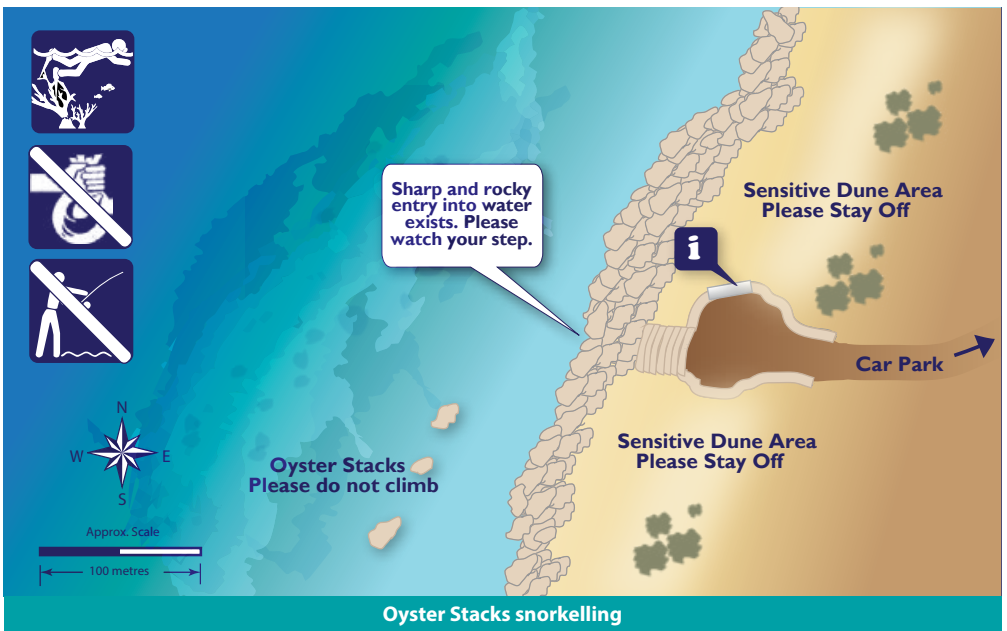 Sharp and rocky
entry into water
exists. Please
watch your step.
Sensitive Dune Area
Please Stay Off
i
Car Park
Sensitive Dune Area
Please Stay Off
Oyster Stacks
Please do not climb
N
W
E
S
Approx. Scale
100 metres
Oyster Stacks snorkelling